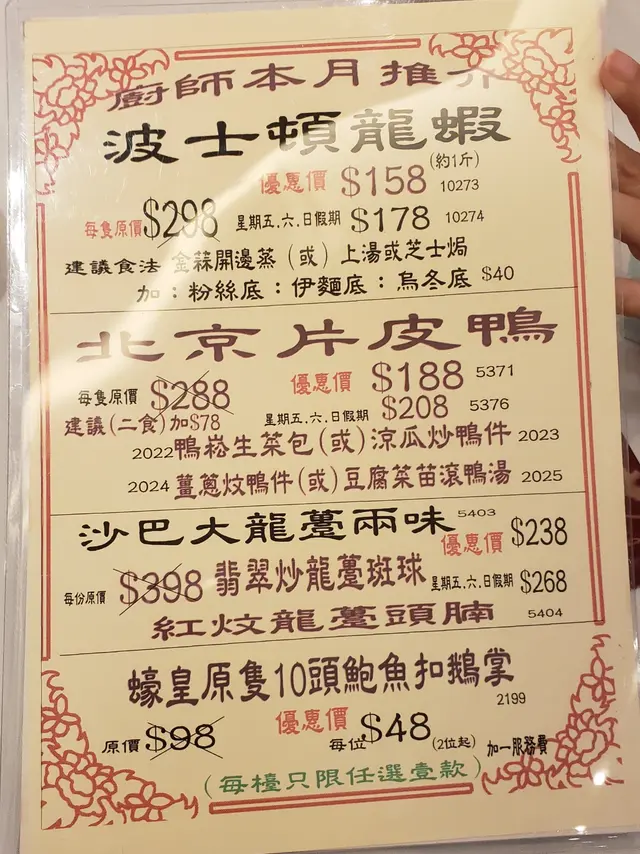 廚師本月推介
波士頓龍蝦
(約1斤)
優惠價 $158 10273
每隻原價 $298 星期五.六.日假期 $178 10274
建議食法 金蒜開邊蒸(或)上湯或芝士焗
加：粉絲底：伊麵底：烏冬底 $40
北京片皮鴨
每隻原價 $288 優惠價 $188 5371
建議(二食)加$78 星期五.六.日假期 $208 5376
2022鴨崧生菜包(或)涼瓜炒鴨件 2023
2024 薑蔥炆鴨件(或)豆腐菜苗滾鴨湯 2025
沙巴大龍躉兩味 5403 優惠價 $238
每份原價 $398 翡翠炒龍躉斑球 星期五.六.日假期 $268
紅炆龍躉頭腩 5404
蠔皇原隻10頭鮑魚扣鵝掌
2199
原價 $98 優惠價 每位 $48 (2位起) 加一服務費
(每檯只限任選壹款)